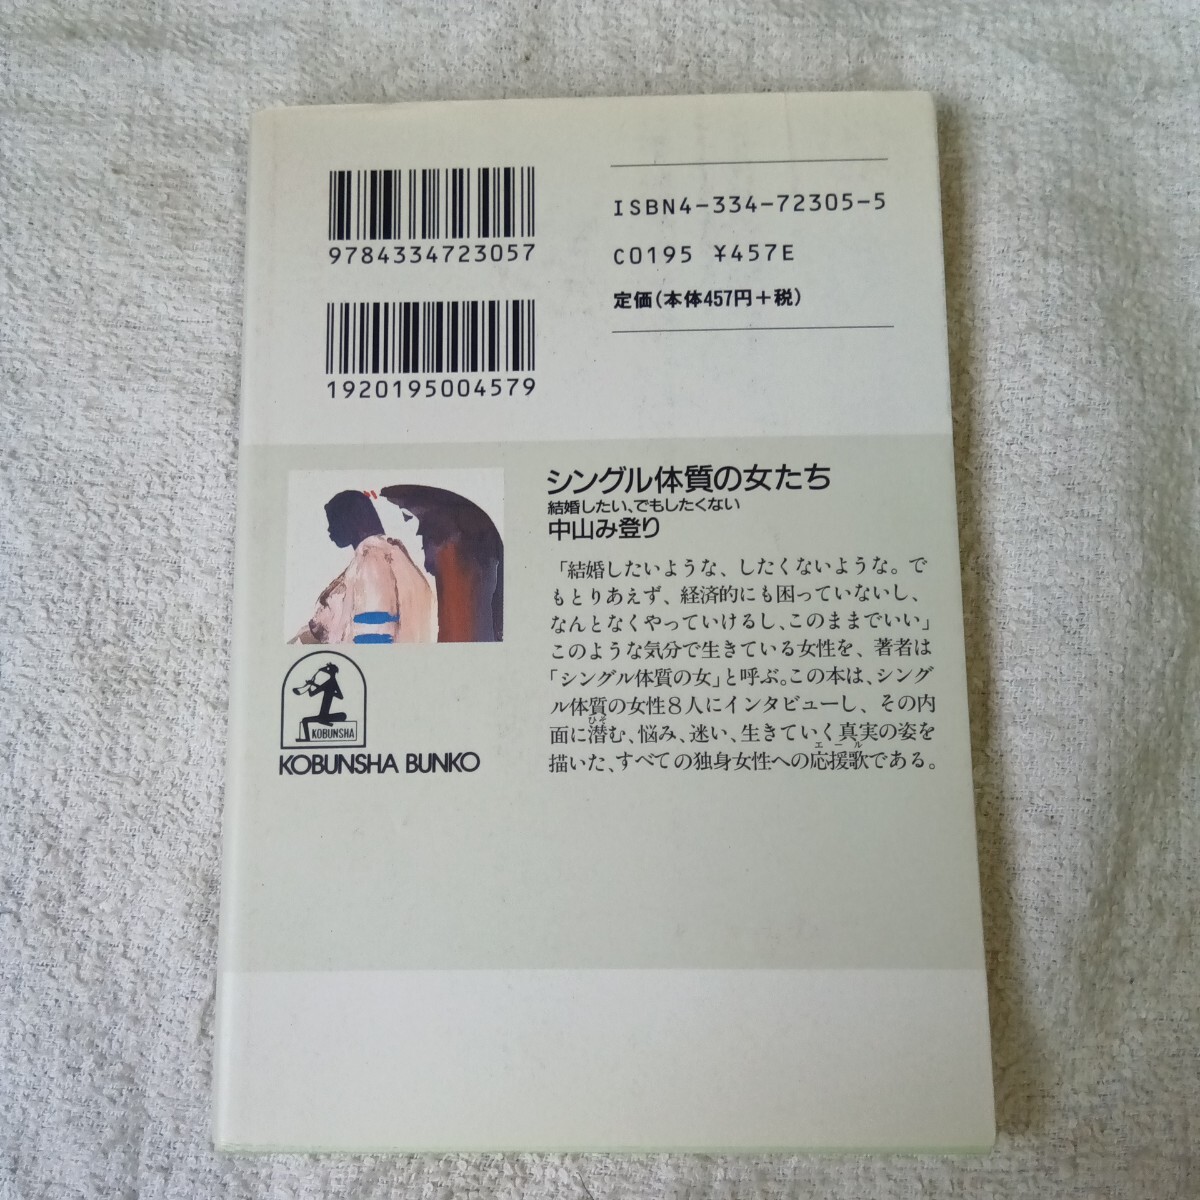 9784334723057
ISBN4-334-72305-5
C0195 ¥457E
定価(本体457円+税)
1920195004579
シングル体質の女たち
結婚したい、でもしたくない
中山み登り
「結婚したいような、したくないような。で
もとりあえず、経済的にも困っていないし、
なんとなくやっていけるし、このままでいい」
このような気分で生きている女性を、著者は
「シングル体質の女」と呼ぶ。この本は、シング
ル体質の女性8人にインタビューし、その内
面に潜む、悩み、迷い、生きていく真実の姿を
ひそ
描いた、すべての独身女性への応援歌である。
エール
KOBUNSHA
KOBUNSHA BUNKO